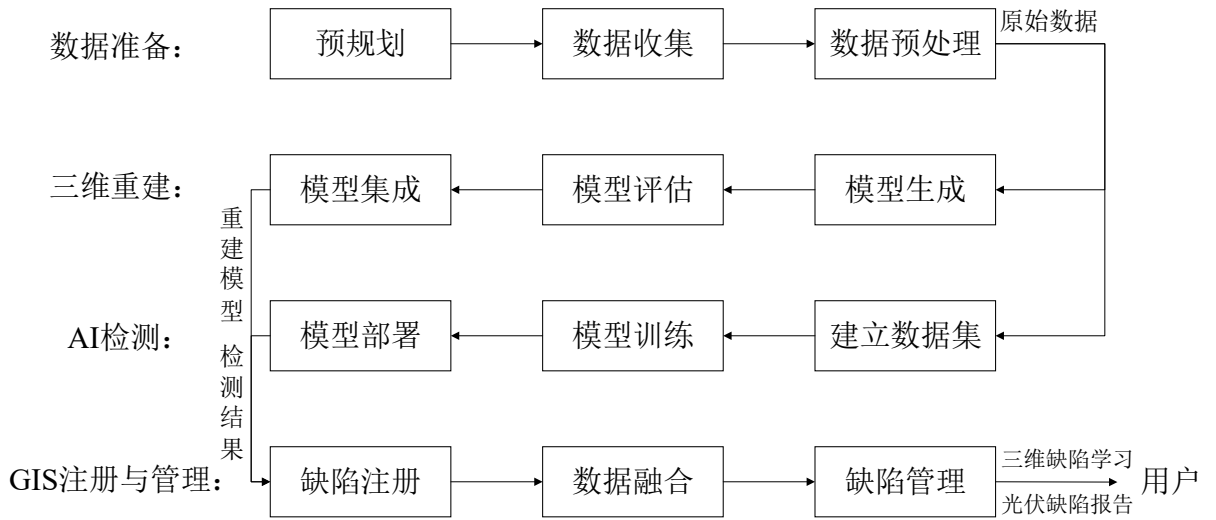 数据准备：
预规划
数据收集
数据预处理
原始数据
三维重建：
模型集成
模型评估
模型生成
重建模型
AI检测：
模型部署
模型训练
建立数据集
检测结果
GIS注册与管理：
缺陷注册
数据融合
缺陷管理
三维缺陷学习
光伏缺陷报告
用户